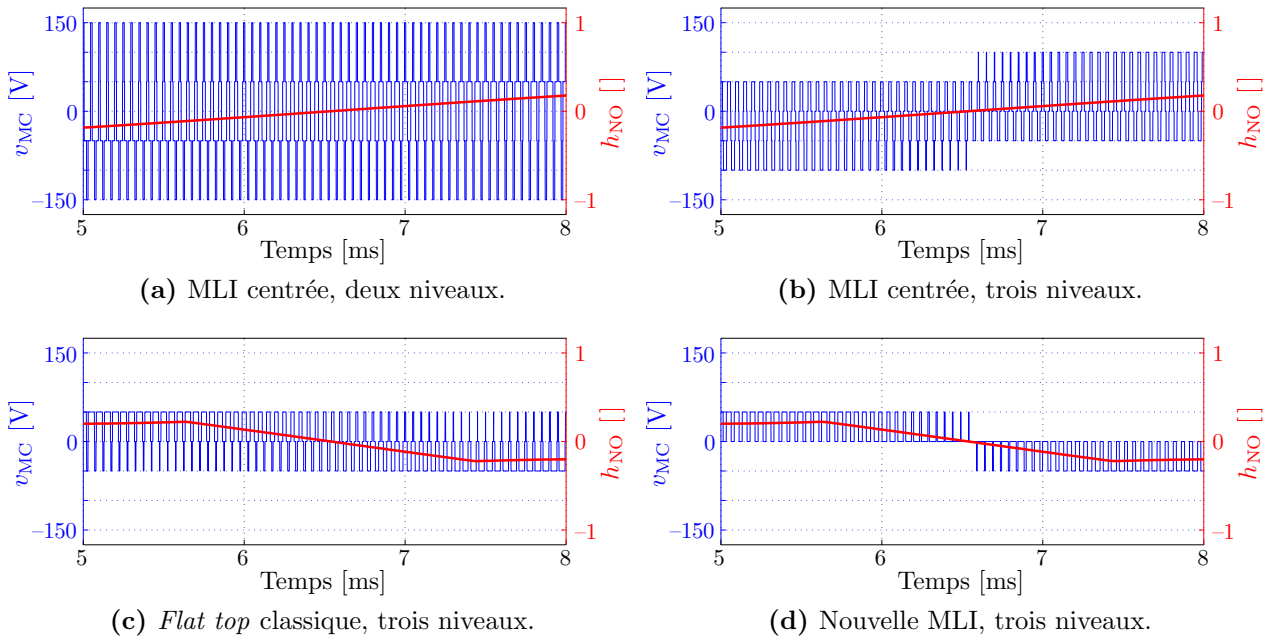 150
0
–150
v_MC [V]
1
0
–1
h_NO []
5
6
7
8
Temps [ms]
(a) MLI centrée, deux niveaux.
150
0
–150
v_MC [V]
1
0
–1
h_NO []
5
6
7
8
Temps [ms]
(b) MLI centrée, trois niveaux.
150
0
–150
v_MC [V]
1
0
–1
h_NO []
5
6
7
8
Temps [ms]
(c) Flat top classique, trois niveaux.
150
0
–150
v_MC [V]
1
0
–1
h_NO []
5
6
7
8
Temps [ms]
(d) Nouvelle MLI, trois niveaux.